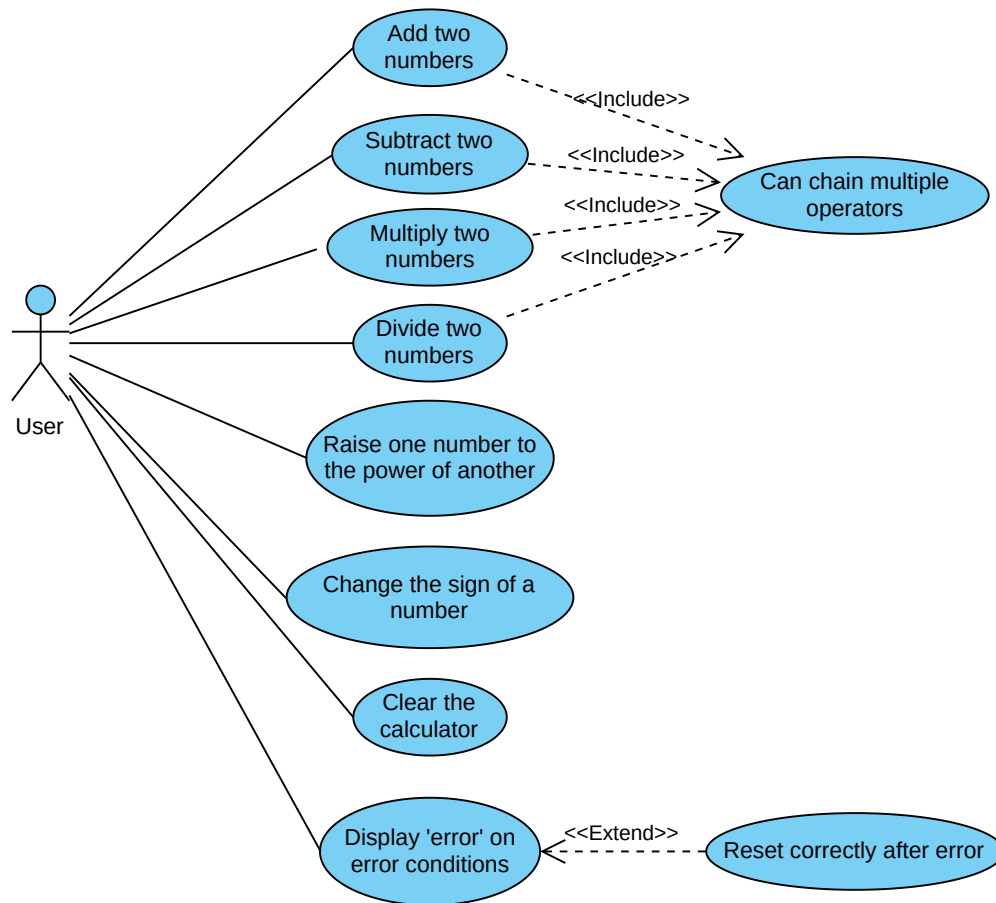 Add two
numbers
<<Include>>
Subtract two
numbers
<<Include>>
Can chain multiple
operators
<<Include>>
Multiply two
numbers
<<Include>>
Divide two
numbers
User
Raise one number to
the power of another
Change the sign of a
number
Clear the
calculator
Display 'error' on
error conditions
<<Extend>>
Reset correctly after error